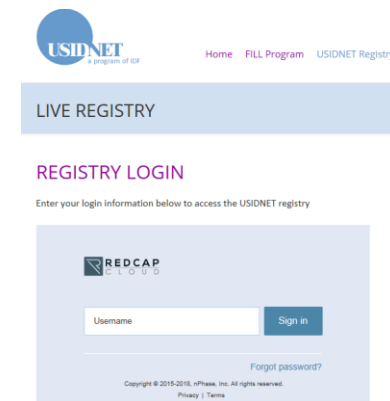 USIDNET
a program of IDF
Home FILL Program USIDNET Registr
LIVE REGISTRY
REGISTRY LOGIN
Enter your login information below to access the USIDNET registry
REDCAP
CLOUD
Username Sign in
Forgot password?
Copyright © 2015-2018, nPhase, Inc. All rights reserved.
Privacy | Terms